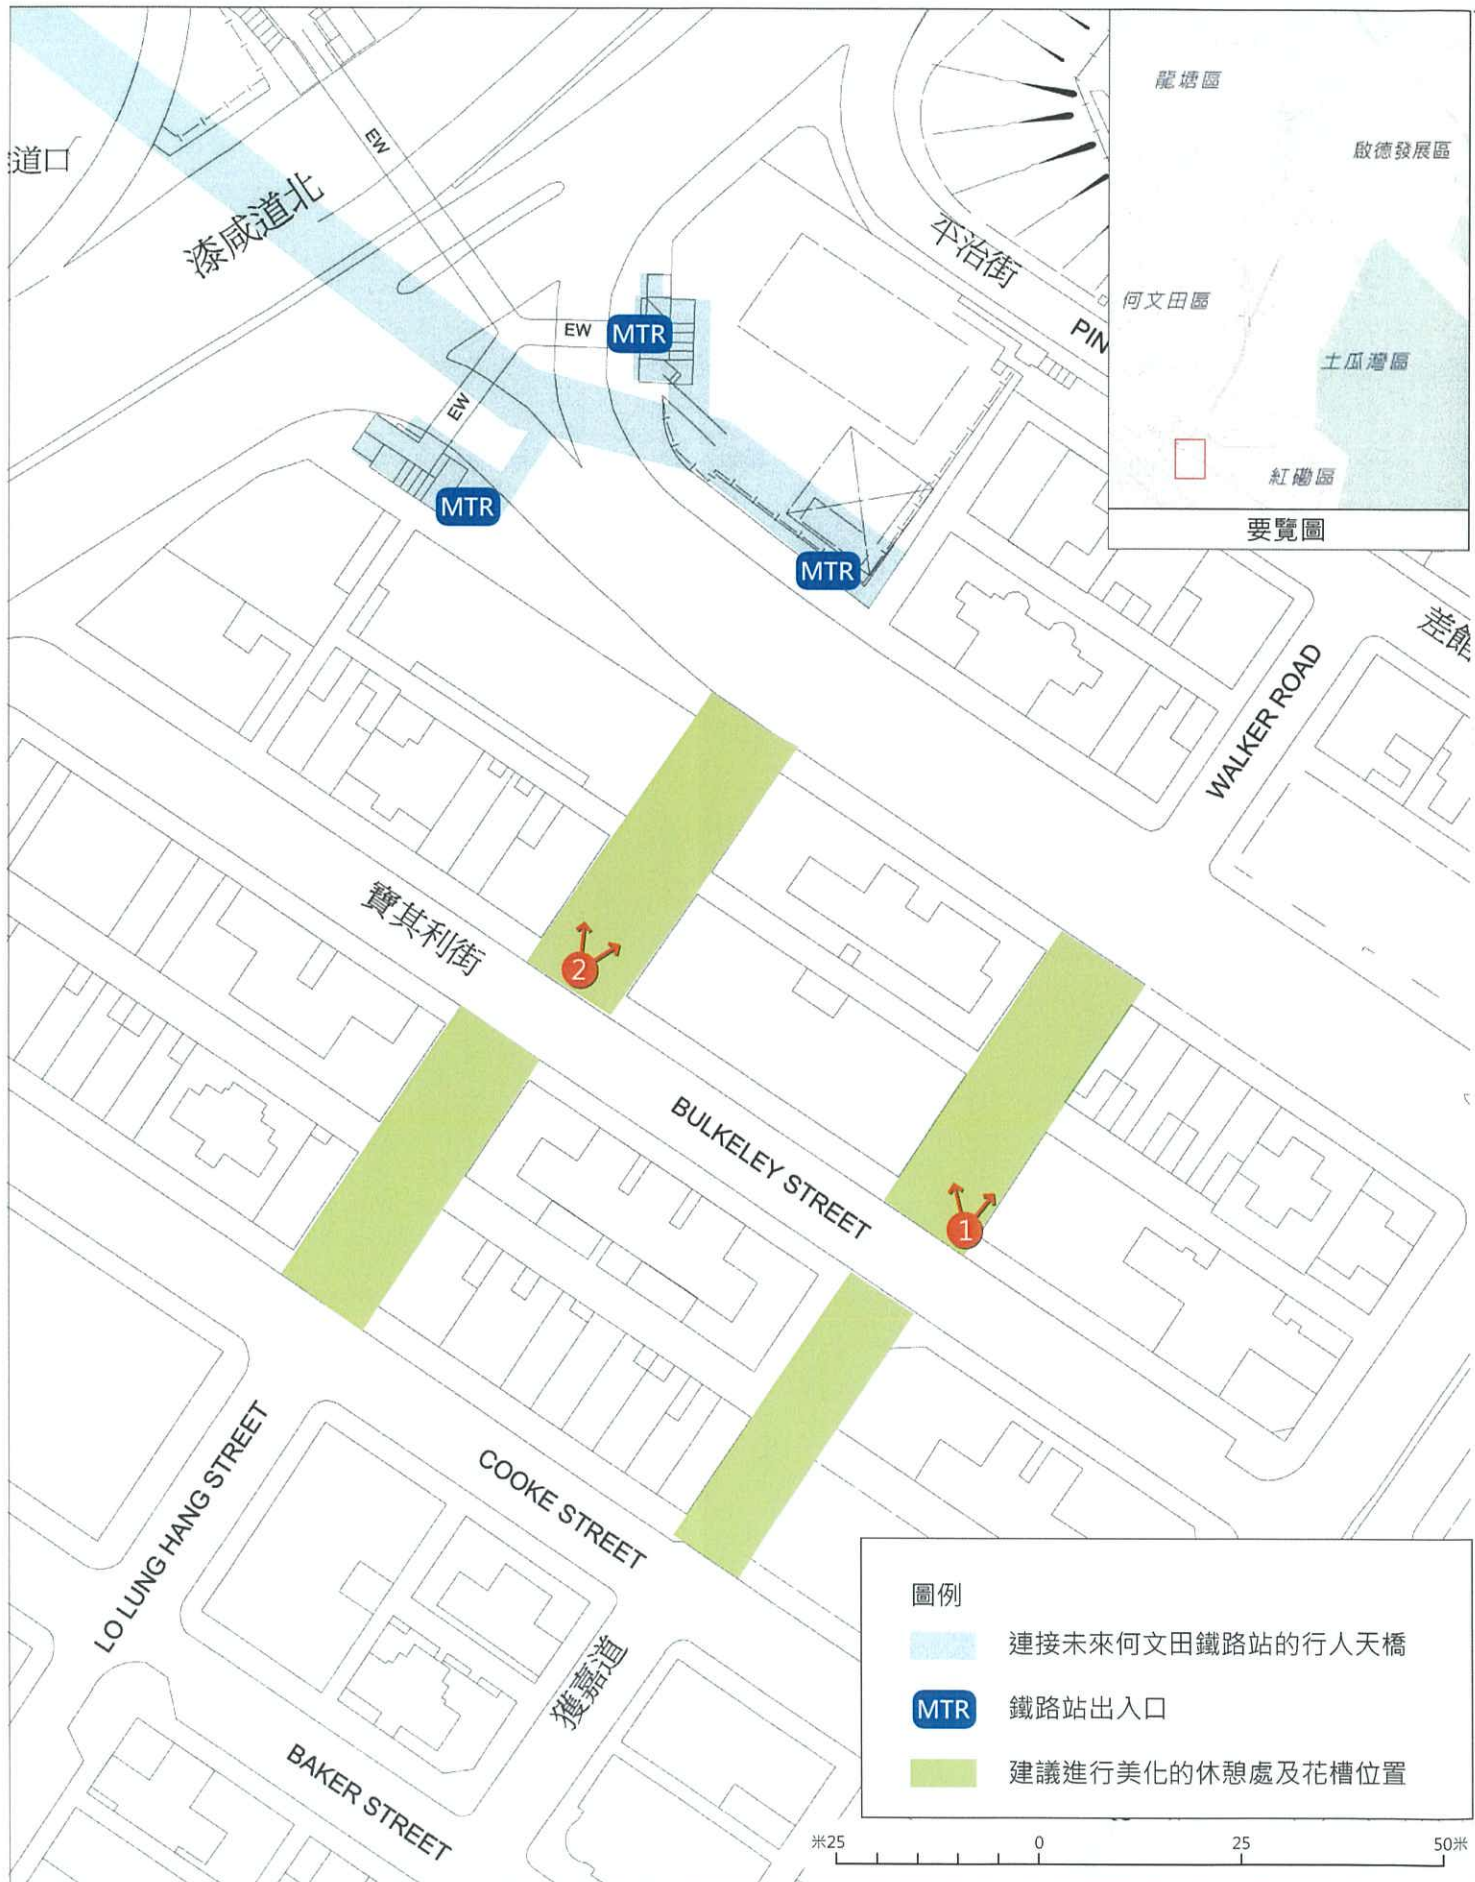 龍塘區
啟德發展區
何文田區
土瓜灣區
紅磡區
要覽圖
道口
漆咸道北
EW
EW
EW
MTR
MTR
MTR
平治街
PIN
差館
WALKER ROAD
寶其利街
2
BULKELEY STREET
1
LO LUNG HANG STREET
COOKE STREET
獲嘉道
BAKER STREET
圖例
連接未來何文田鐵路站的行人天橋
MTR 鐵路站出入口
建議進行美化的休憩處及花槽位置
米25 0 25 50米